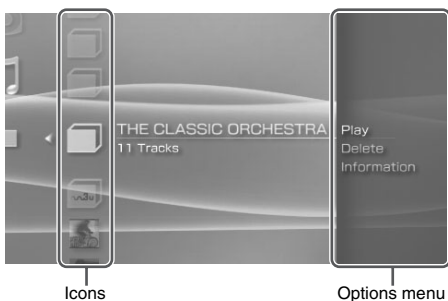 THE CLASSIC ORCHESTRA
11 Tracks
Play
Delete
Information
Icons
Options menu